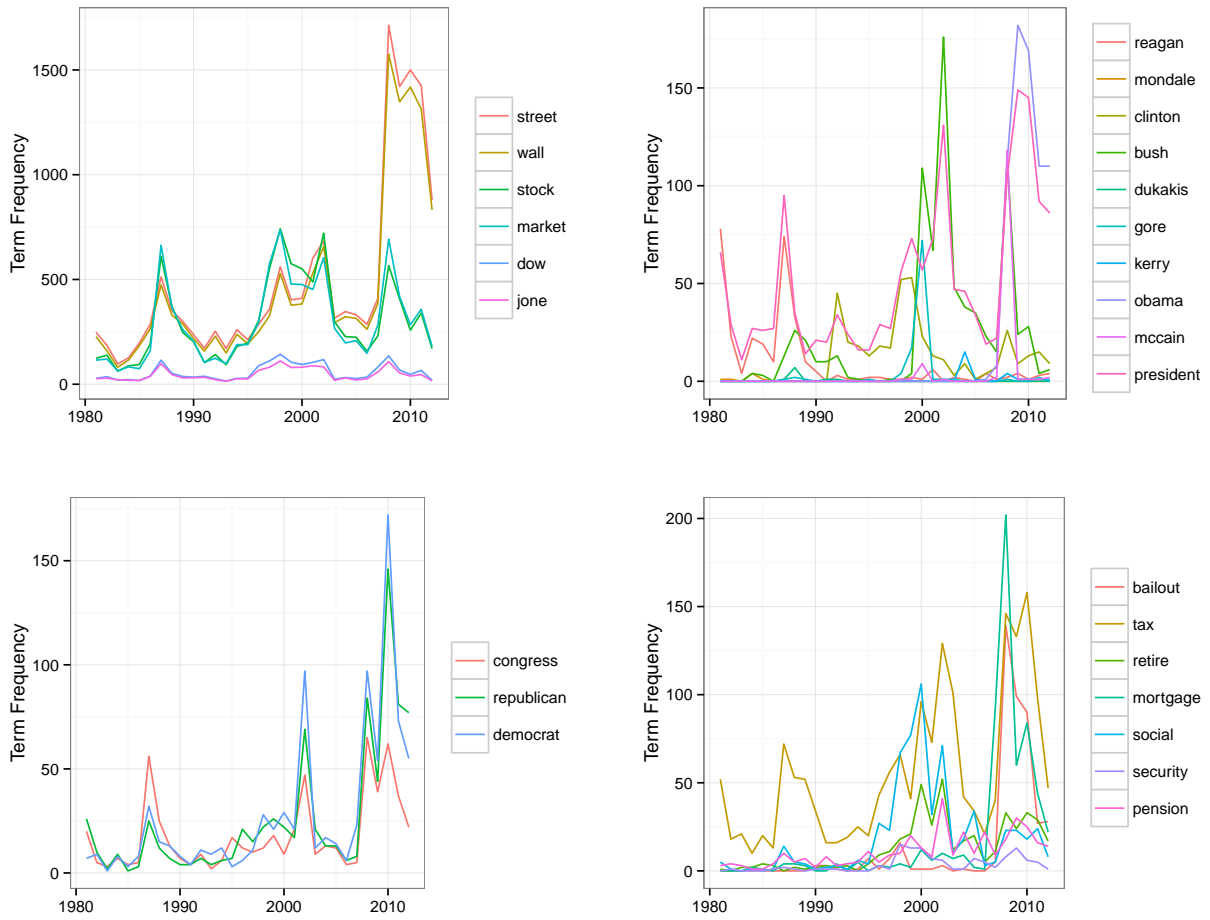 Term Frequency
1500
1000
500
0
1980
1990
2000
2010
street
wall
stock
market
dow
jone
Term Frequency
150
100
50
0
1980
1990
2000
2010
reagan
mondale
clinton
bush
dukakis
gore
kerry
obama
mccain
president
Term Frequency
150
100
50
0
1980
1990
2000
2010
congress
republican
democrat
Term Frequency
200
150
100
50
0
1980
1990
2000
2010
bailout
tax
retire
mortgage
social
security
pension